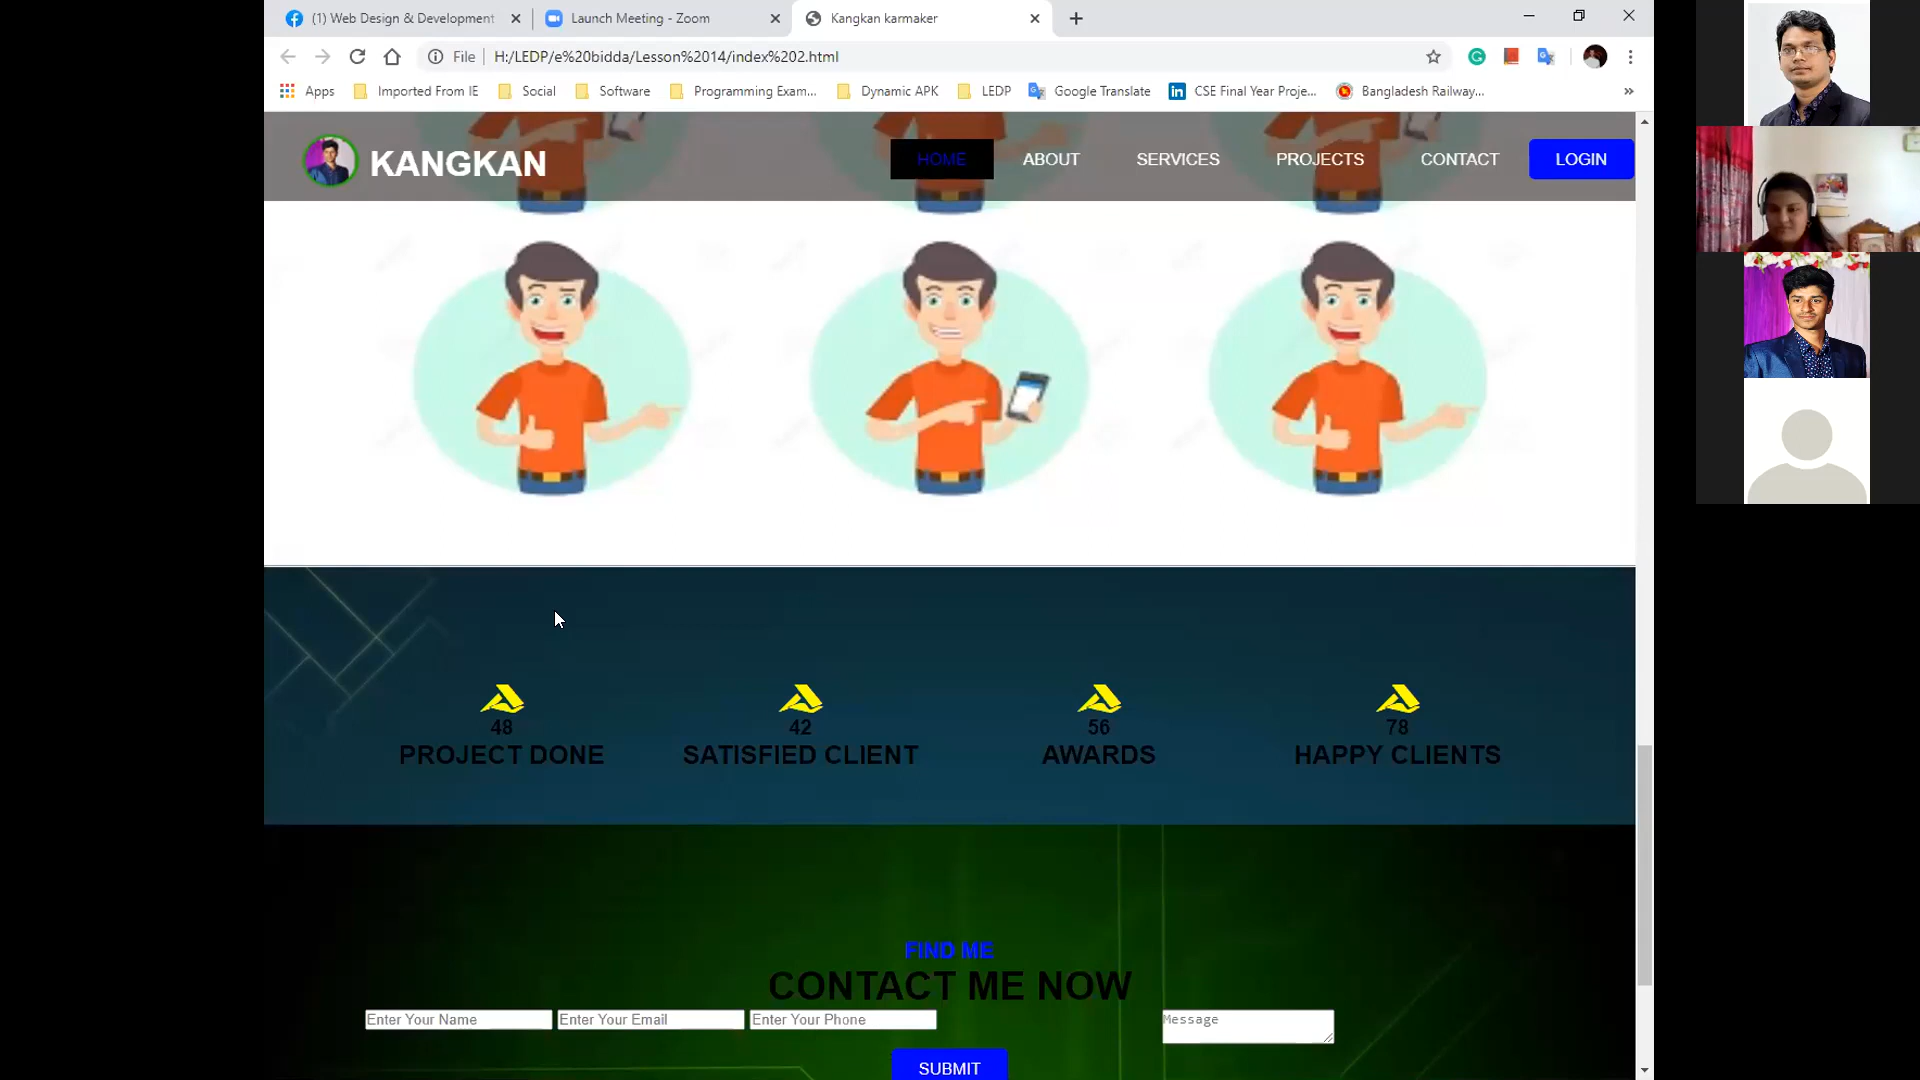 (1) Web Design & Development
Launch Meeting - Zoom
Kangkan karmaker
File
H:/LEDP/e%20bidda/Lesson%2014/index%202.html
Apps
Imported From IE
Social
Software
Programming Exam...
Dynamic APK
LEDP
Google Translate
in
CSE Final Year Proje...
Bangladesh Railway...
»
KANGKAN
HOME
ABOUT
SERVICES
PROJECTS
CONTACT
LOGIN
48
PROJECT DONE
42
SATISFIED CLIENT
56
AWARDS
78
HAPPY CLIENTS
FIND ME
CONTACT ME NOW
Enter Your Name
Enter Your Email
Enter Your Phone
Message
SUBMIT